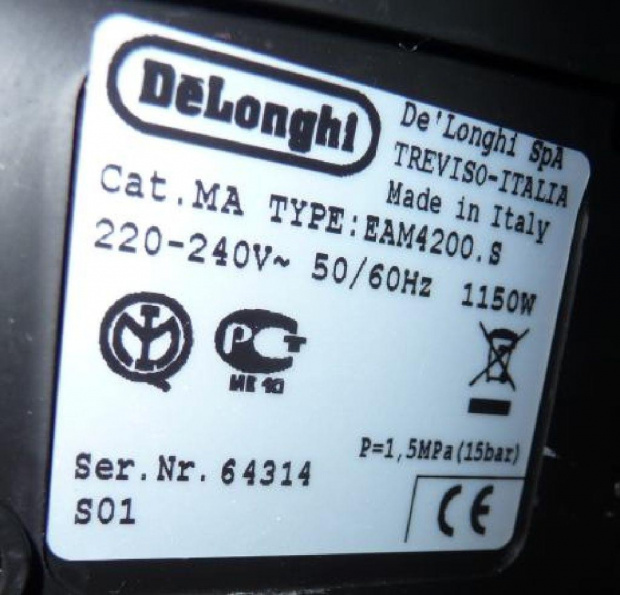 DeLonghi
De'Longhi SpA
TREVISO-ITALIA
Made in Italy
Cat.MA TYPE:EAM4200.S
220-240V~ 50/60Hz 1150W
P=1,5MPa(15bar)
Ser.Nr. 64314
S01
CE